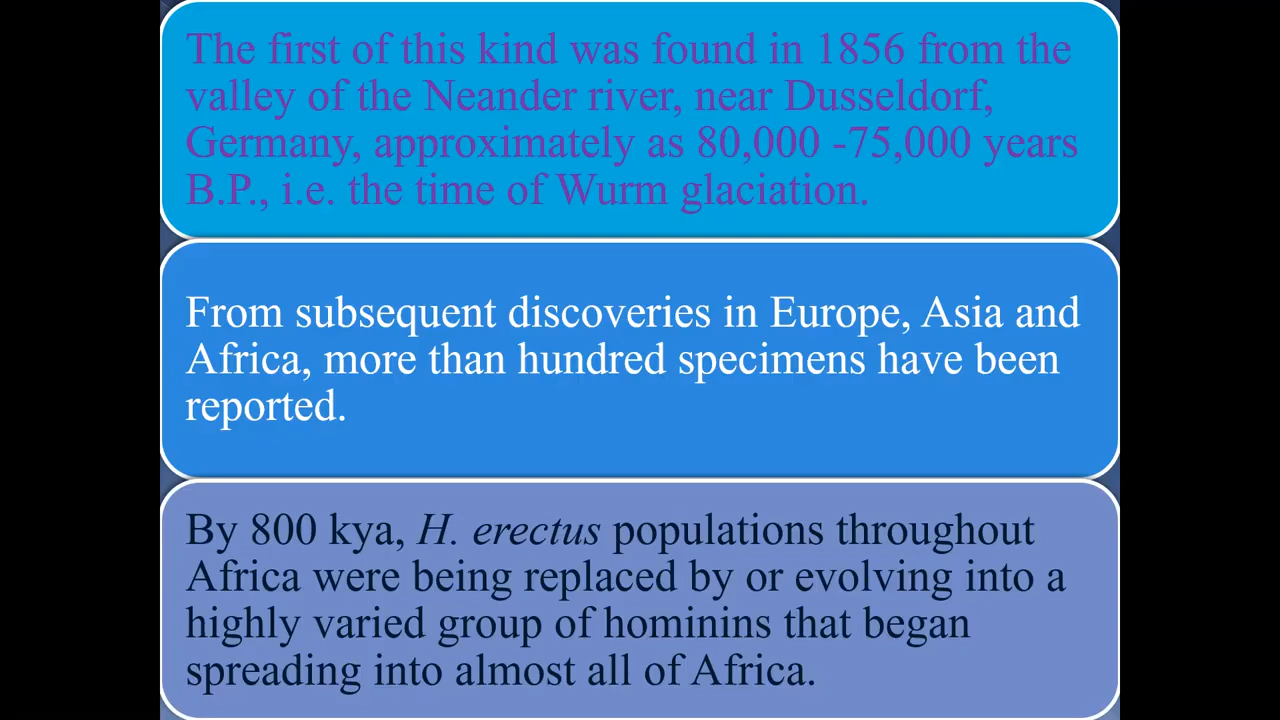 The first of this kind was found in 1856 from the
valley of the Neander river, near Dusseldorf,
Germany, approximately as 80,000 -75,000 years
B.P., i.e. the time of Wurm glaciation.
From subsequent discoveries in Europe, Asia and
Africa, more than hundred specimens have been
reported.
By 800 kya, H. erectus populations throughout
Africa were being replaced by or evolving into a
highly varied group of hominins that began
spreading into almost all of Africa.